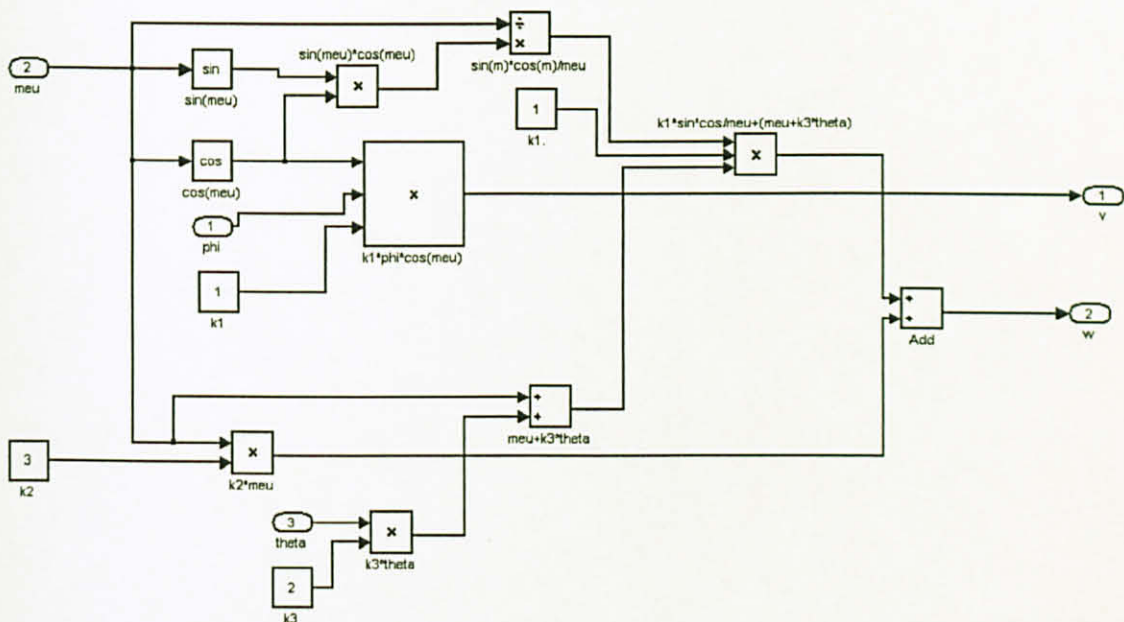 ÷
×
sin(meu)*cos(meu)
2
meu
sin
sin(meu)
×
sin(m)*cos(m)/meu
1
k1.
k1*sin*cos/meu+(meu+k3*theta)
×
cos
cos(meu)
×
1
phi
k1*phi*cos(meu)
1
v
1
k1
+
+
Add
2
w
+
+
meu+k3*theta
3
k2
×
k2*meu
3
theta
×
k3*theta
2
k3